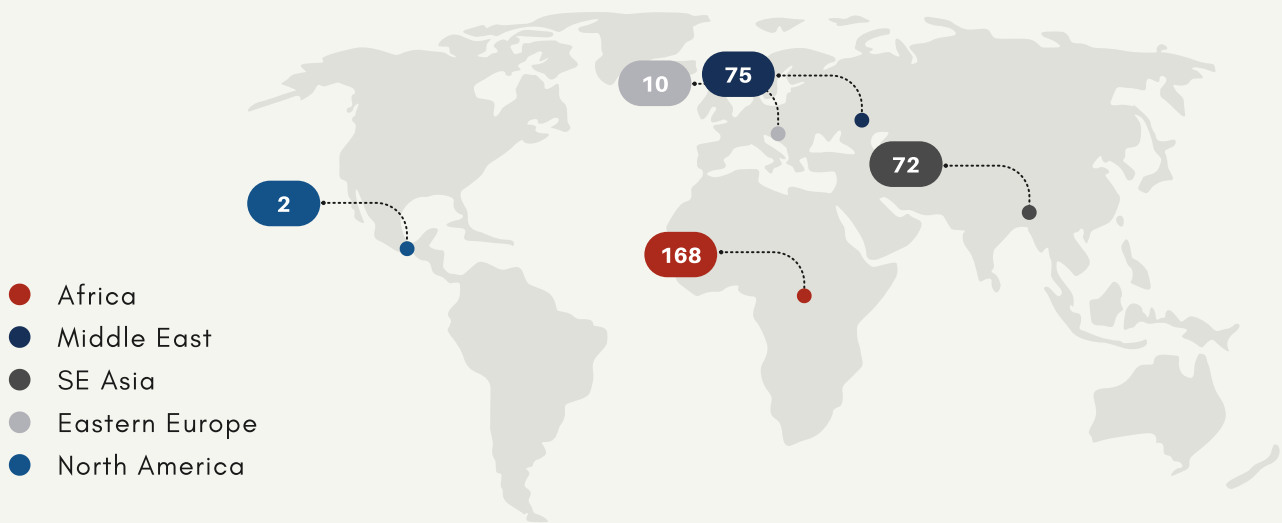 10
75
72
2
168
Africa
Middle East
SE Asia
Eastern Europe
North America